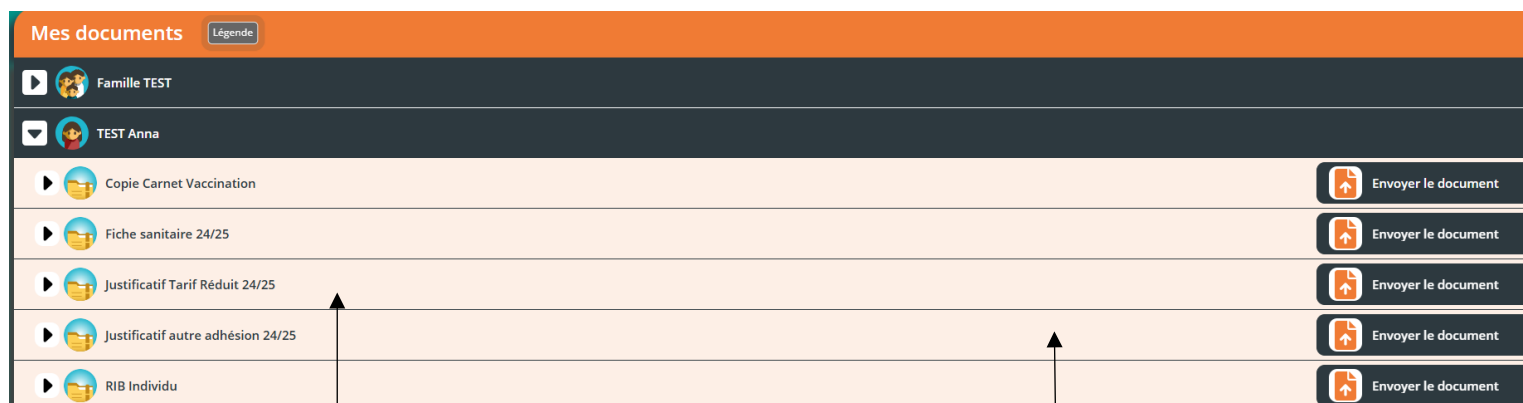 Mes documents Légende
Famille TEST
TEST Anna
Copie Carnet Vaccination Envoyer le document
Fiche sanitaire 24/25 Envoyer le document
Justificatif Tarif Réduit 24/25 Envoyer le document
Justificatif autre adhésion 24/25 Envoyer le document
RIB Individu Envoyer le document